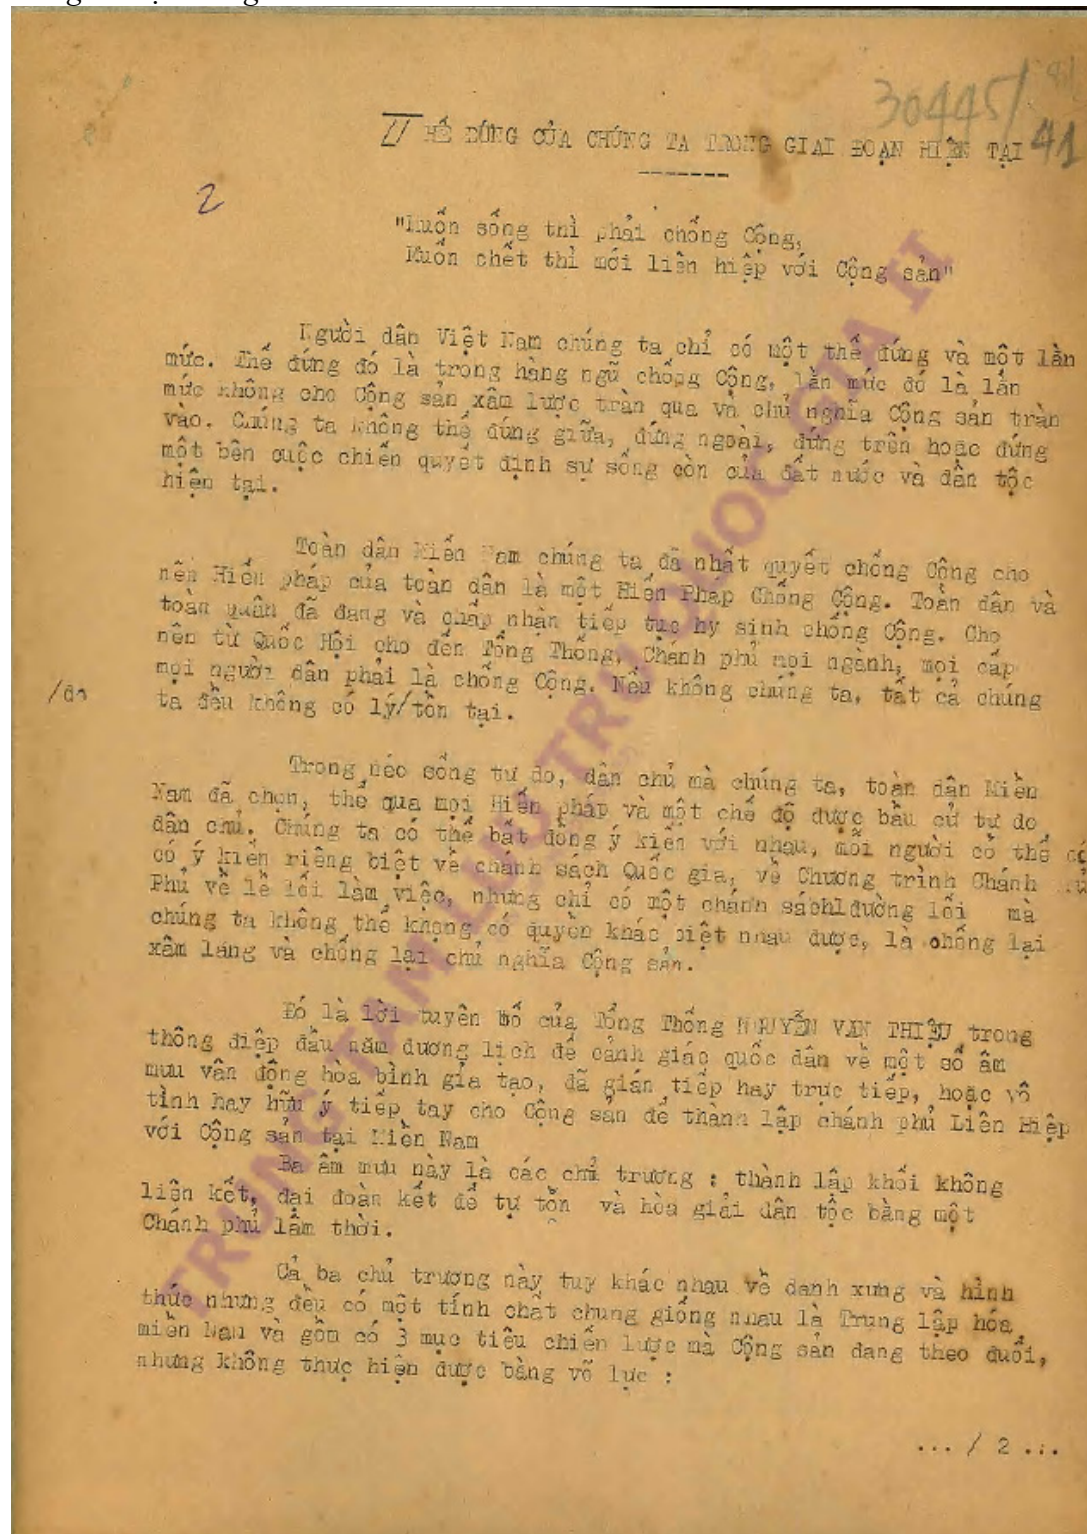 30445/
41
THẾ ĐỨNG CỦA CHÚNG TA TRONG GIAI ĐOẠN HIỆN TẠI
2
"Muốn sống thì phải chống Cộng,
Muốn chết thì mới liên hiệp với Cộng sản"
Người dân Việt Nam chúng ta chỉ có một thế đứng và một lằn
mức. Thế đứng đó là trong hàng ngũ chống Cộng, lằn mức đó là lằn
mức không cho Cộng sản xâm lược tràn qua và chủ nghĩa Cộng sản tràn
vào. Chúng ta không thể đứng giữa, đứng ngoài, đứng trên hoặc đứng
một bên cuộc chiến quyết định sự sống còn của đất nước và dân tộc
hiện tại.
Toàn dân Miền Nam chúng ta đã nhất quyết chống Cộng cho
nên Hiến pháp của toàn dân là một Hiến Pháp Chống Cộng. Toàn dân và
toàn quân đã đang và chấp nhận tiếp tục hy sinh chống Cộng. Cho
nên từ Quốc Hội cho đến Tổng Thống, Chánh phủ mọi ngành, mọi cấp
mọi người dân phải là chống Cộng. Nếu không chúng ta, tất cả chúng
ta đều không có lý/tồn tại.
Trong nẻo sống tự do, dân chủ mà chúng ta, toàn dân Miền
Nam đã chọn, thể qua mọi Hiến pháp và một chế độ được bầu cử tự do
dân chủ. Chúng ta có thể bất đồng ý kiến với nhau, mỗi người có thể có
có ý kiến riêng biệt về chánh sách Quốc gia, về Chương trình Chánh
Phủ về lề lối làm việc, nhưng chỉ có một chánh sách đường lối mà
chúng ta không thể không có quyền khác biệt nhau được, là chống lại
xâm lăng và chống lại chủ nghĩa Cộng sản.
Đó là lời tuyên bố của Tổng Thống NGUYỄN VĂN THIỆU trong
thông điệp đầu năm dương lịch để cảnh giác quốc dân về một số âm
mưu vận động hòa bình giả tạo, đã gián tiếp hay trực tiếp, hoặc vô
tình hay hữu ý tiếp tay cho Cộng sản để thành lập chánh phủ Liên Hiệp
với Cộng sản tại Miền Nam
Ba âm mưu này là các chủ trương : thành lập khối không
liên kết, đại đoàn kết để tự tồn và hòa giải dân tộc bằng một
Chánh phủ lâm thời.
Cả ba chủ trương này tuy khác nhau về danh xưng và hình
thức nhưng đều có một tính chất chung giống nhau là Trung lập hóa
miền Nam và gồm có 3 mục tiêu chiến lược mà Cộng sản đang theo đuổi,
nhưng không thực hiện được bằng võ lực :
... / 2 ...
TRUNG TÂM LƯU TRỮ QUỐC GIA II